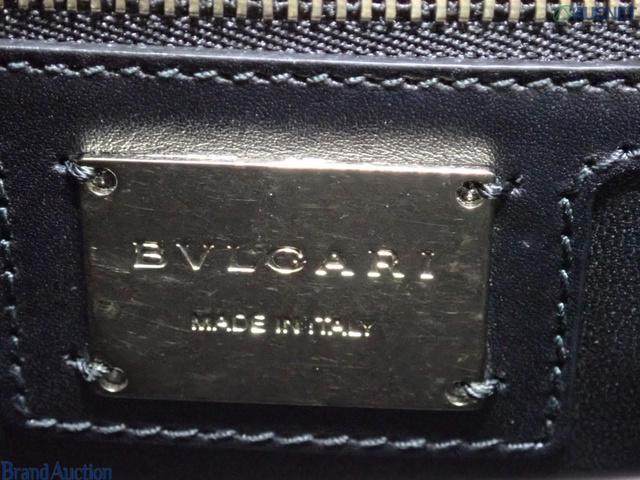 BVLGARI
MADE IN ITALY
Brand Auction